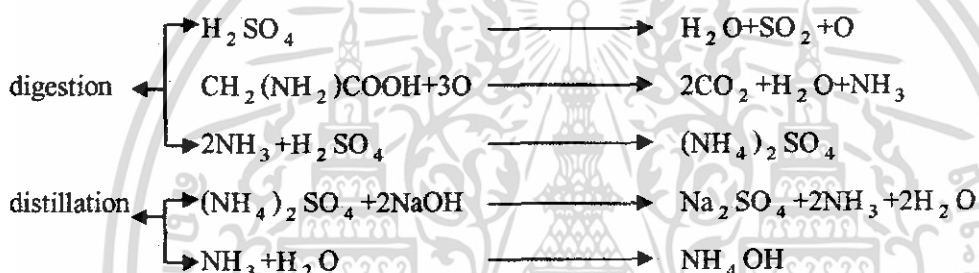 H₂SO₄ → H₂O+SO₂+O
digestion CH₂(NH₂)COOH+3O → 2CO₂+H₂O+NH₃
2NH₃+H₂SO₄ → (NH₄)₂SO₄
distillation (NH₄)₂SO₄+2NaOH → Na₂SO₄+2NH₃+2H₂O
NH₃+H₂O → NH₄OH